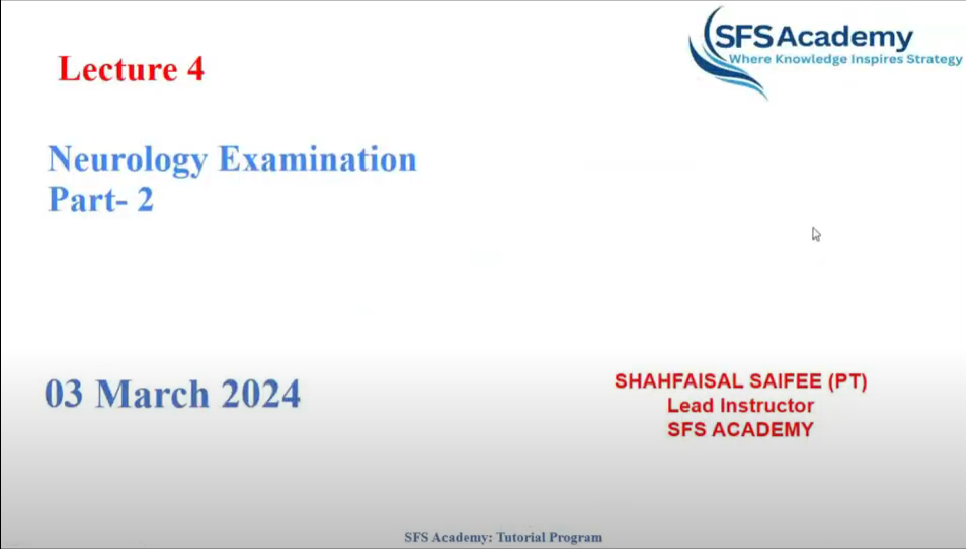 SFS Academy
Where Knowledge Inspires Strategy
Lecture 4
Neurology Examination
Part- 2
03 March 2024
SHAHFAISAL SAIFEE (PT)
Lead Instructor
SFS ACADEMY
SFS Academy: Tutorial Program